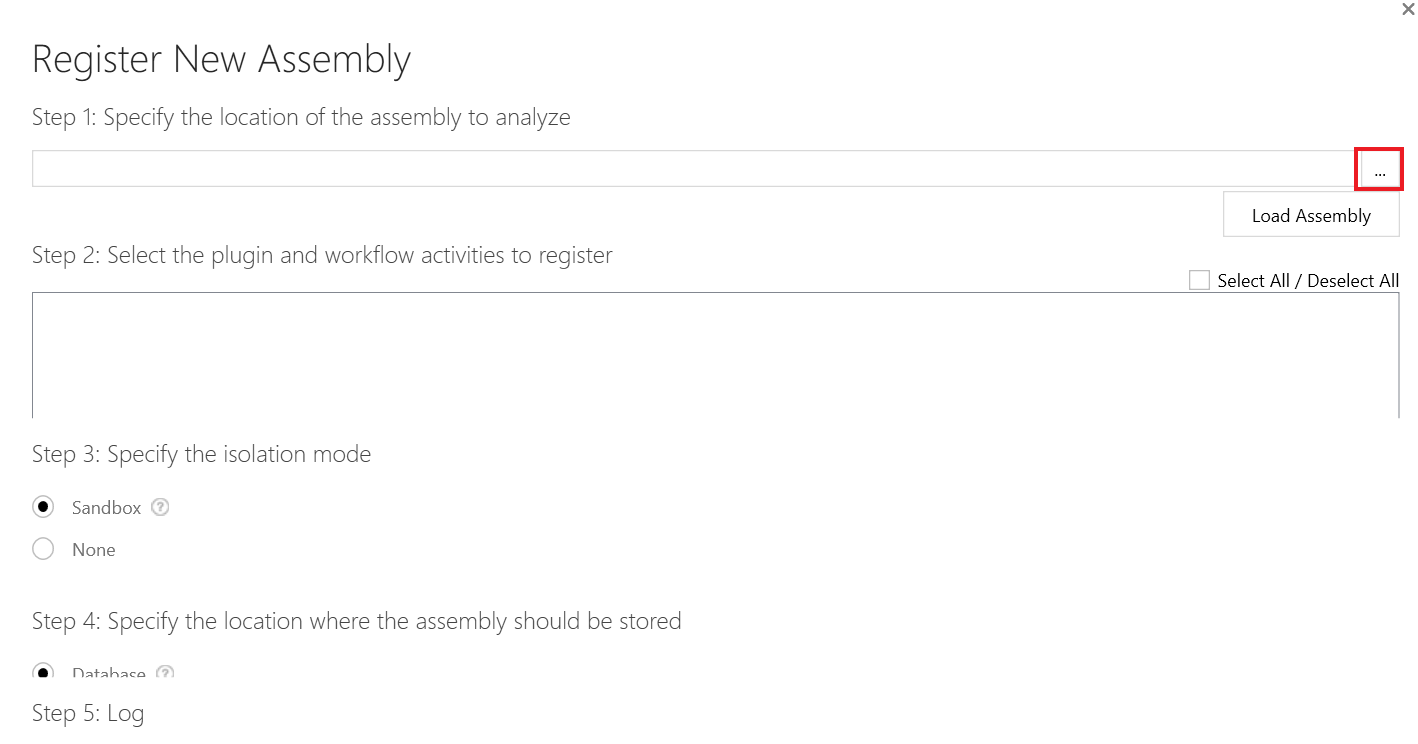 Register New Assembly
Step 1: Specify the location of the assembly to analyze
...
Load Assembly
Step 2: Select the plugin and workflow activities to register
Select All / Deselect All
Step 3: Specify the isolation mode
Sandbox ?
None
Step 4: Specify the location where the assembly should be stored
Database ?
Step 5: Log